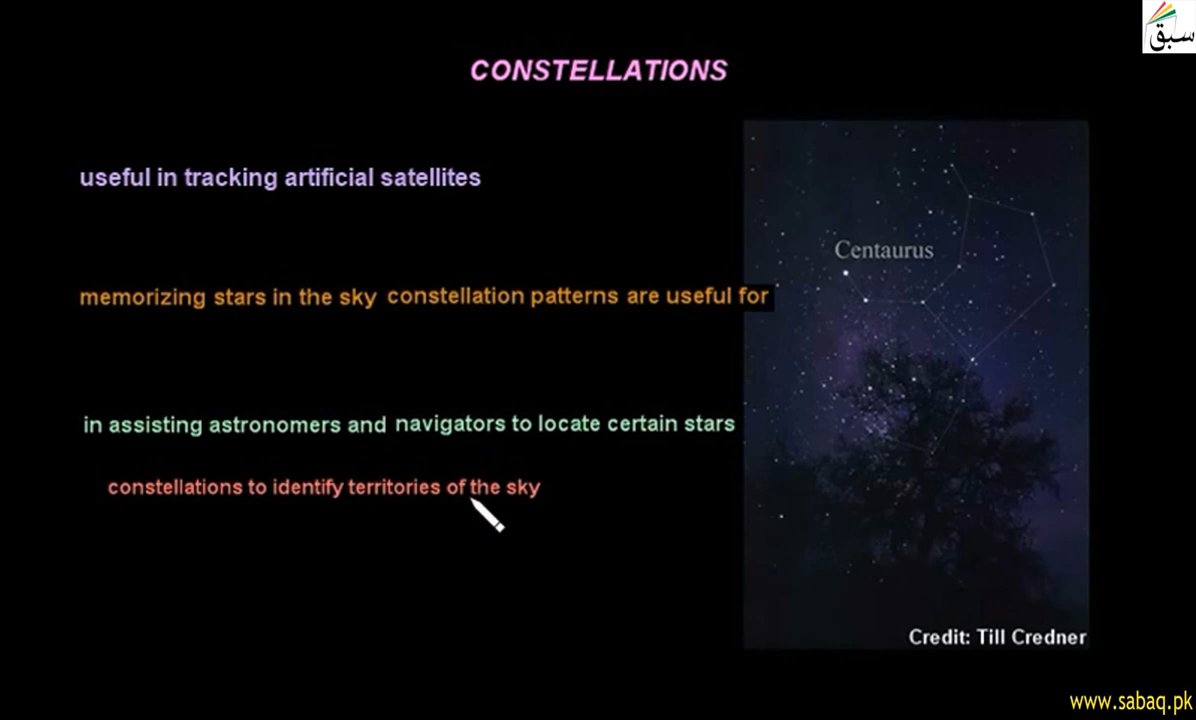 سبق
CONSTELLATIONS
useful in tracking artificial satellites
Centaurus
memorizing stars in the sky constellation patterns are useful for
in assisting astronomers and navigators to locate certain stars
constellations to identify territories of the sky
Credit: Till Credner
www.sabaq.pk